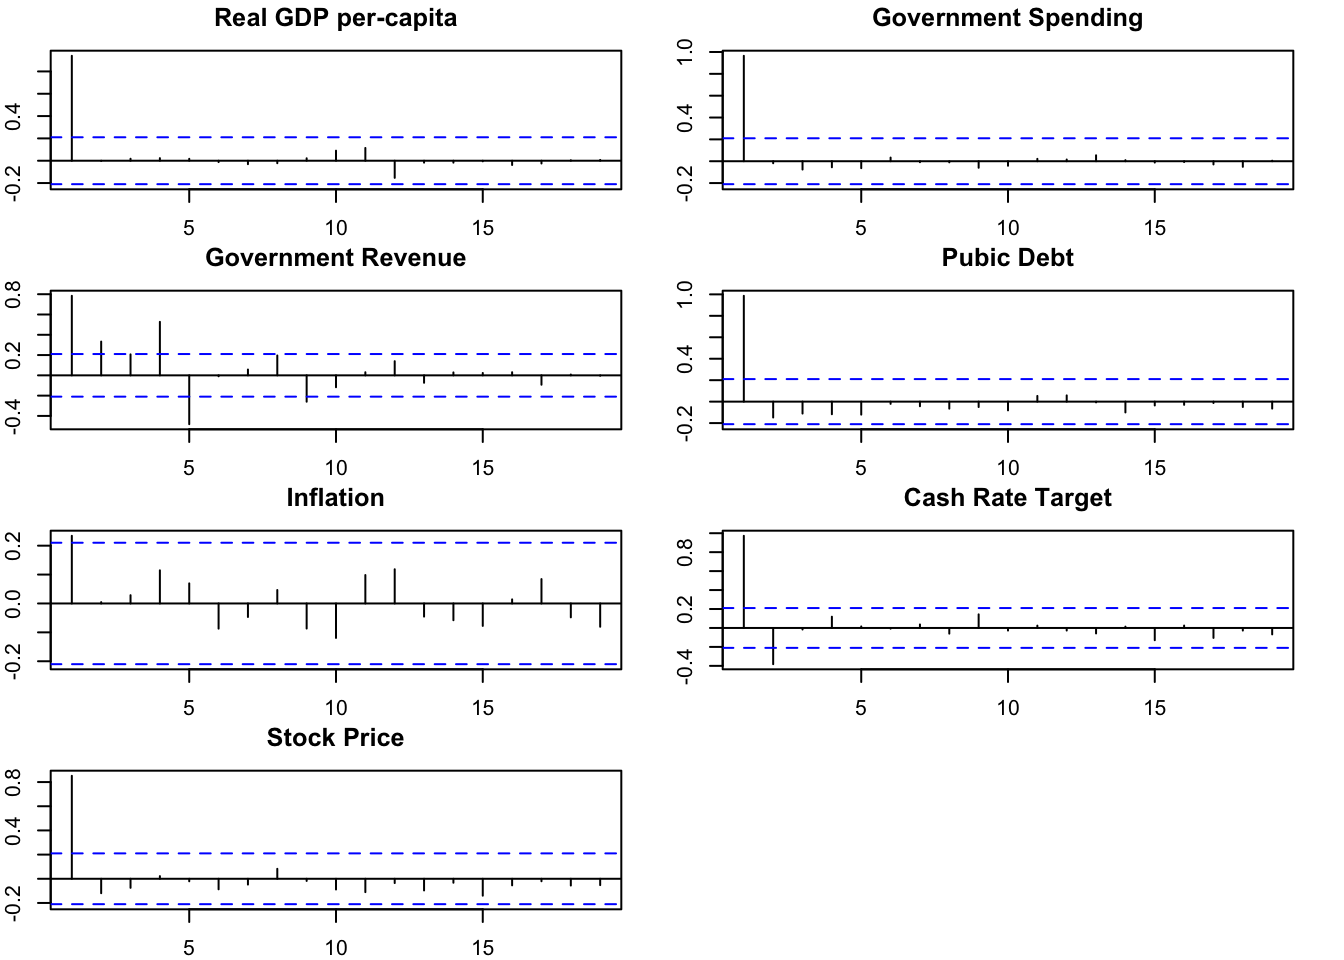 Real GDP per-capita
-0.2 0.4
5 10 15
Government Spending
-0.2 0.4 1.0
5 10 15
Government Revenue
-0.4 0.2 0.8
5 10 15
Pubic Debt
-0.2 0.4 1.0
5 10 15
Inflation
-0.2 0.0 0.2
5 10 15
Cash Rate Target
-0.4 0.2 0.8
5 10 15
Stock Price
-0.2 0.4 0.8
5 10 15